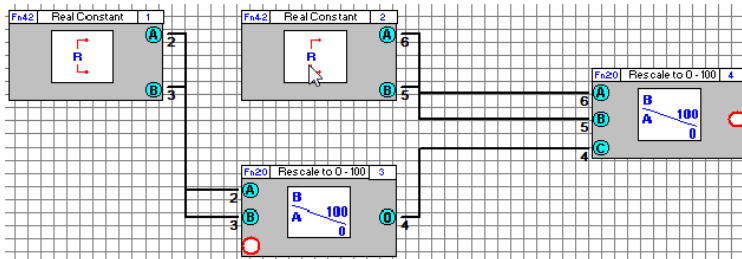 Fn42 Real Constant 1
A 2
R
B 3
Fn42 Real Constant 2
A 6
R
B 5
Fn20 Rescale to 0 - 100 4
6 A
B 100
A 0
5 B
4 C
Fn20 Rescale to 0 - 100 3
2 A
B 100
A 0
3 B
O 4